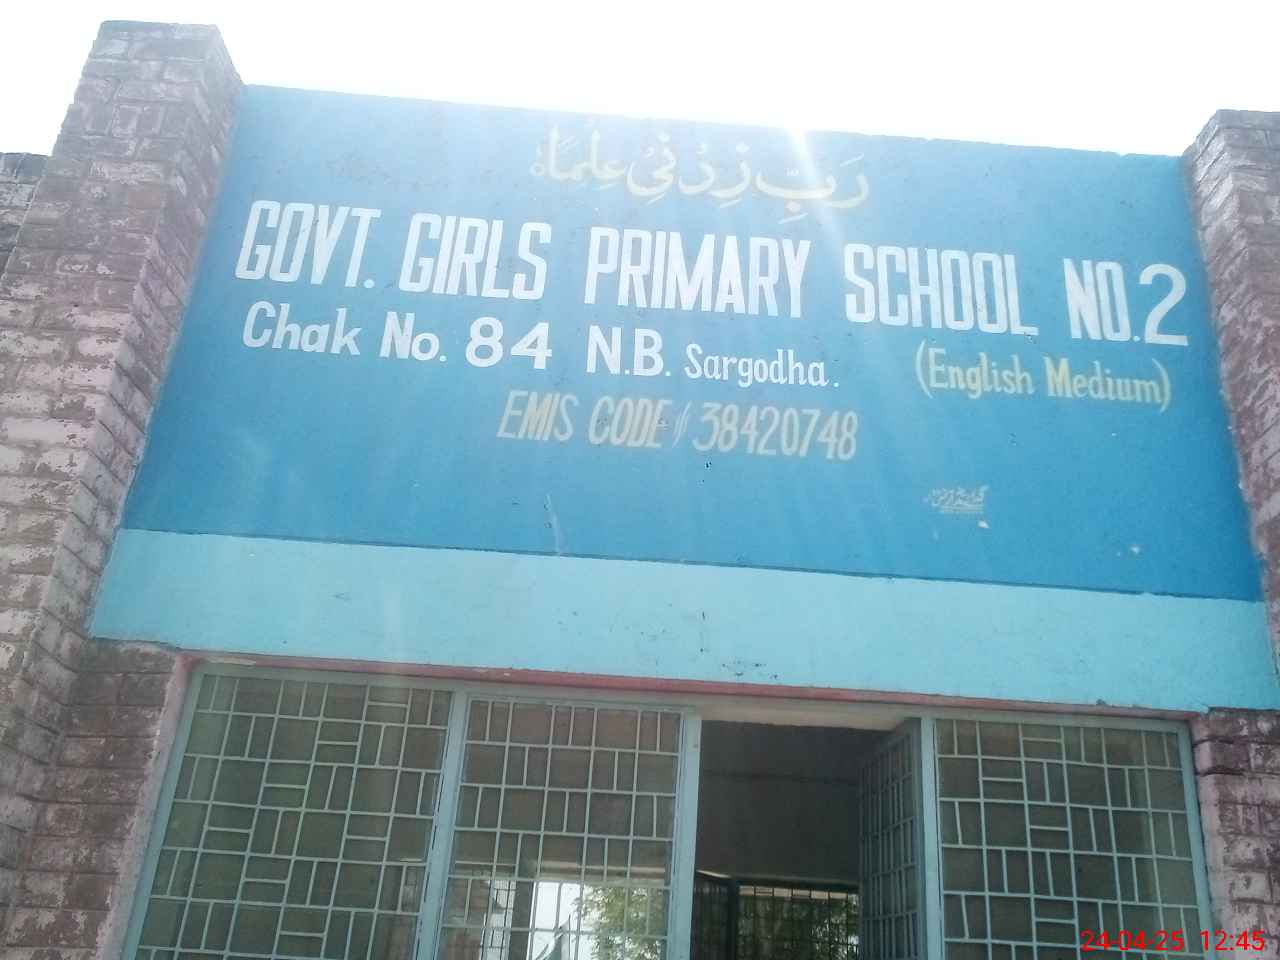 رَبِّ زِدْنِیْ عِلْمَاہ
GOVT. GIRLS PRIMARY SCHOOL NO.2
Chak No. 84 N.B. Sargodha.
(English Medium)
EMIS CODE # 38420748
24-04-25 12:45